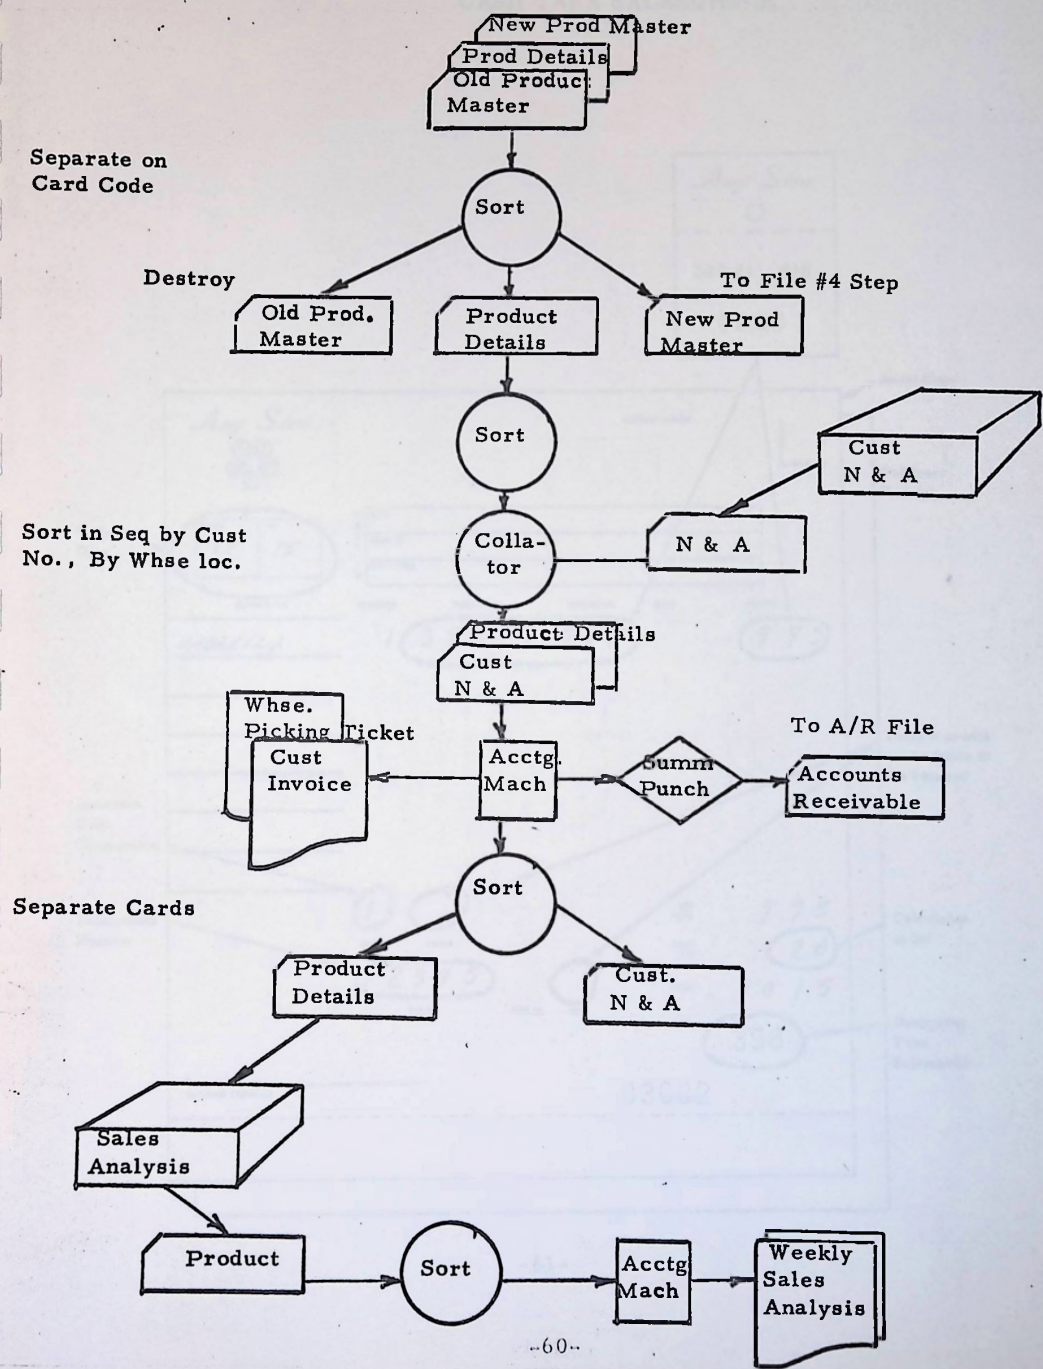 New Prod Master
Prod Details
Old Product
Master
Separate on
Card Code
Sort
Destroy
To File #4 Step
Old Prod.
Master
Product
Details
New Prod
Master
Sort
Cust
N & A
Sort in Seq by Cust
No., By Whse loc.
Colla-
tor
N & A
Product Details
Cust
N & A
Whse.
Picking Ticket
Cust
Invoice
Acctg.
Mach
Summ
Punch
To A/R File
Accounts
Receivable
Separate Cards
Sort
Product
Details
Cust.
N & A
Sales
Analysis
Product
Sort
Acctg
Mach
Weekly
Sales
Analysis
-60-